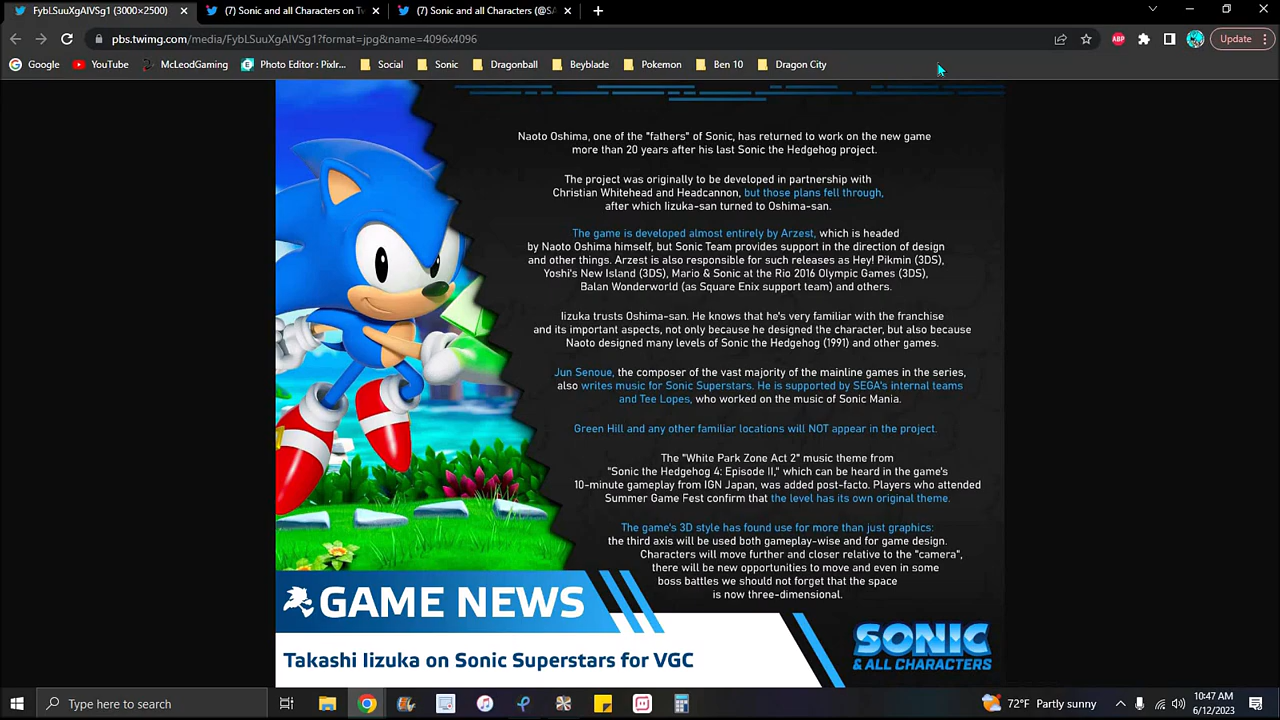 FybLSuuXgAIVSg1 (3000×2500)
(7) Sonic and all Characters on Tw
(7) Sonic and all Characters (@SA
pbs.twimg.com/media/FybLSuuXgAIVSg1?format=jpg&name=4096x4096
ABP
Update
Google
YouTube
McLeodGaming
Photo Editor : Pixlr...
Social
Sonic
Dragonball
Beyblade
Pokemon
Ben 10
Dragon City
Naoto Oshima, one of the "fathers" of Sonic, has returned to work on the new game
more than 20 years after his last Sonic the Hedgehog project.
The project was originally to be developed in partnership with
Christian Whitehead and Headcannon, but those plans fell through,
after which Iizuka-san turned to Oshima-san.
The game is developed almost entirely by Arzest, which is headed
by Naoto Oshima himself, but Sonic Team provides support in the direction of design
and other things. Arzest is also responsible for such releases as Hey! Pikmin (3DS),
Yoshi's New Island (3DS), Mario & Sonic at the Rio 2016 Olympic Games (3DS),
Balan Wonderworld (as Square Enix support team) and others.
Iizuka trusts Oshima-san. He knows that he's very familiar with the franchise
and its important aspects, not only because he designed the character, but also because
Naoto designed many levels of Sonic the Hedgehog (1991) and other games.
Jun Senoue, the composer of the vast majority of the mainline games in the series,
also writes music for Sonic Superstars. He is supported by SEGA's internal teams
and Tee Lopes, who worked on the music of Sonic Mania.
Green Hill and any other familiar locations will NOT appear in the project.
The "White Park Zone Act 2" music theme from
"Sonic the Hedgehog 4: Episode II," which can be heard in the game's
10-minute gameplay from IGN Japan, was added post-facto. Players who attended
Summer Game Fest confirm that the level has its own original theme.
The game's 3D style has found use for more than just graphics:
the third axis will be used both gameplay-wise and for game design.
Characters will move further and closer relative to the "camera",
there will be new opportunities to move and even in some
boss battles we should not forget that the space
is now three-dimensional.
GAME NEWS
Takashi Iizuka on Sonic Superstars for VGC
SONIC
& ALL CHARACTERS
Type here to search
72°F Partly sunny
10:47 AM
6/12/2023